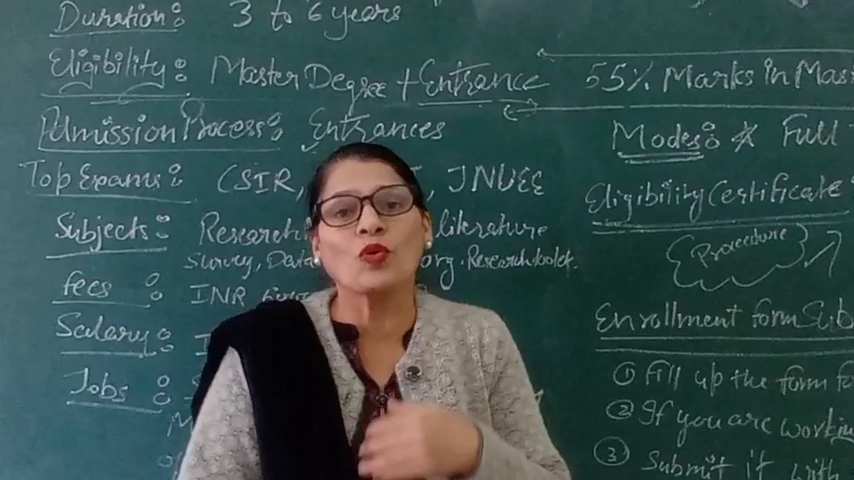 Duration: 3 to 6 years
Eligibility: Master Degree + Entrance
Admission Process: Entrances
Top Exams: CSIR, , JNUEE
Subjects: Research literature
Survey, Data Research tool
fees : INR
Salary:
Jobs :
55% Marks in Mas
Modes: * Full
Eligibility Certificate:
Procedure
Enrollment form Sub
① Fill up the form fo
② If you are working
③ Submit it with